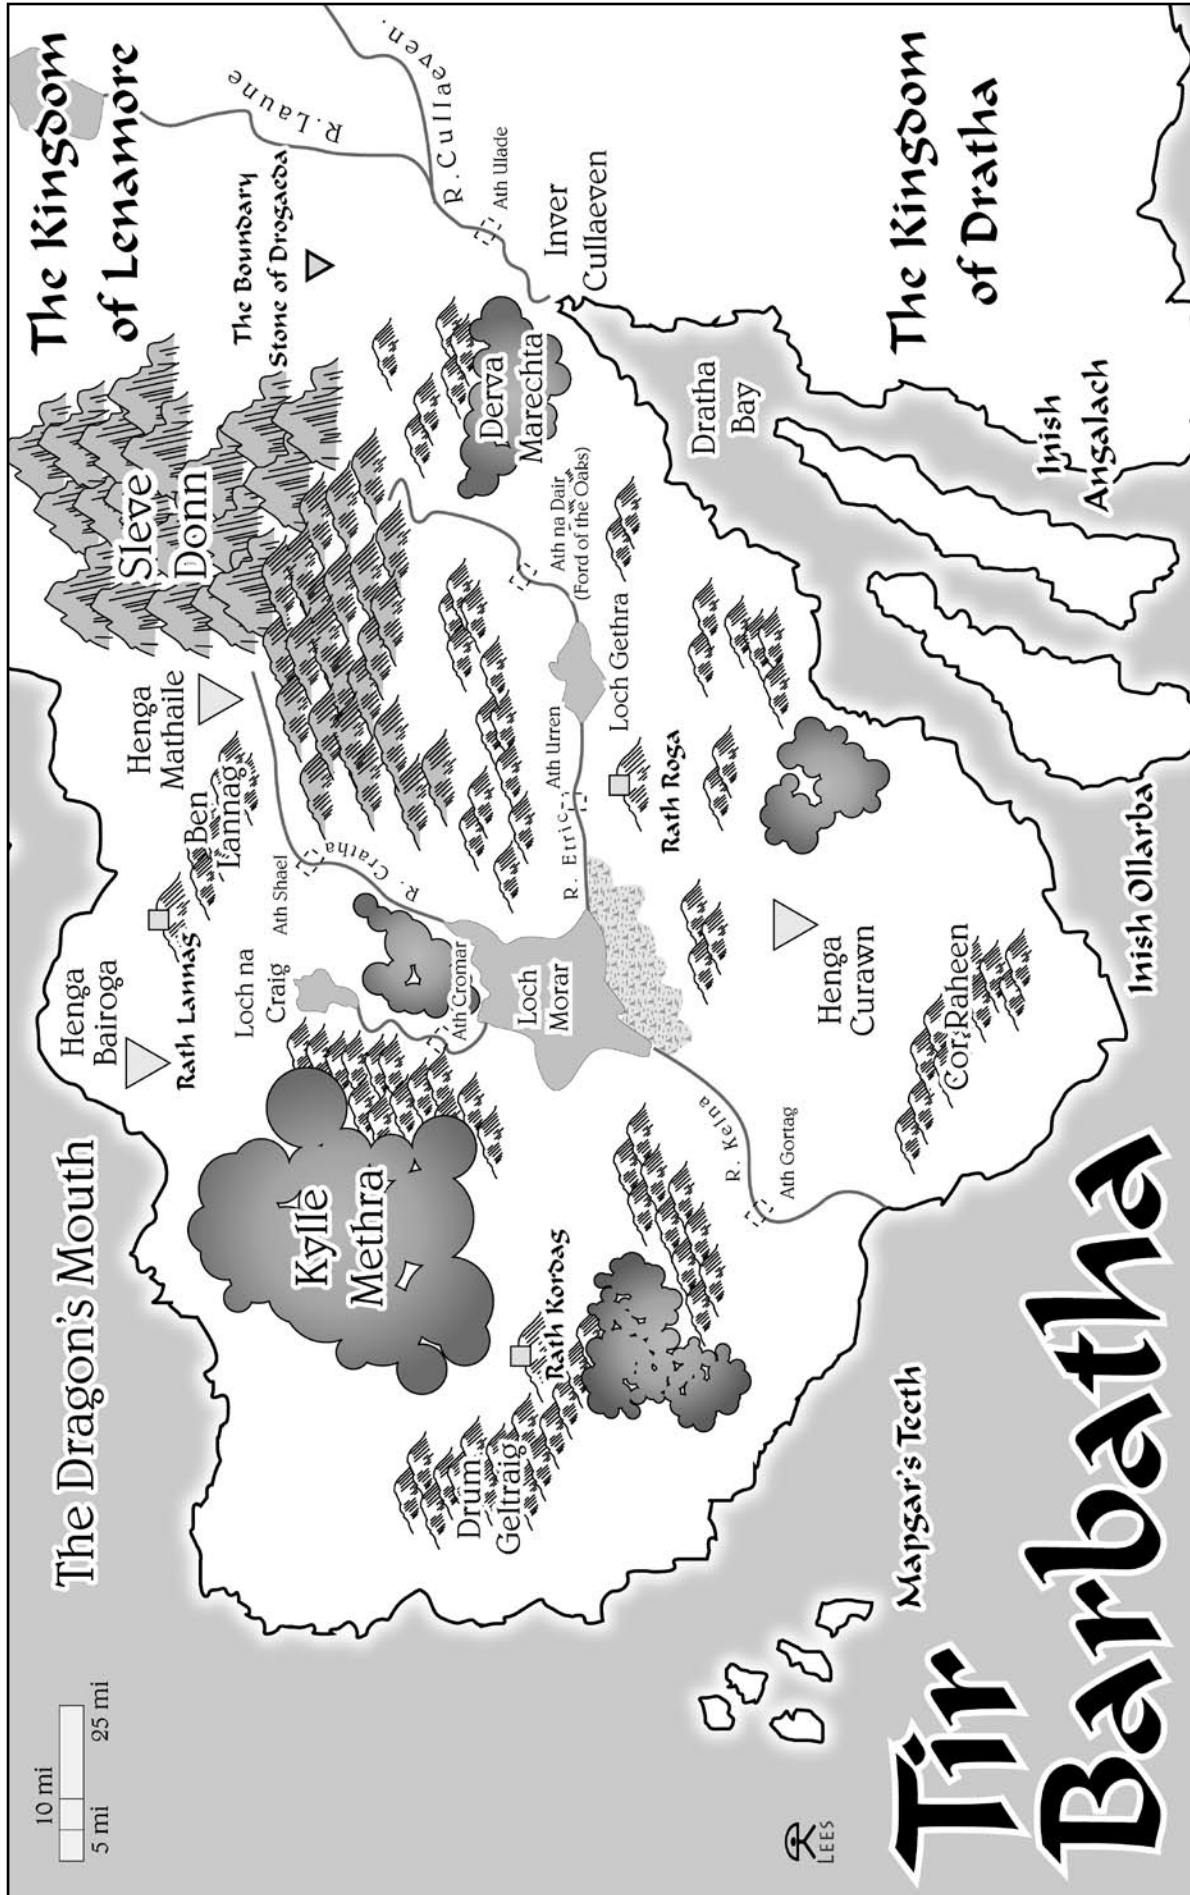 10 mi
5 mi
25 mi
The Dragon's Mouth
Henga
Bairoga
Rath Lannag
Henga
Mathaile
Ben
Lannag
Sleve
Donn
The Kingdom
of Lenamore
The Boundary
Stone of Drogaeda
R. Laune
R. Cullaeven.
Ath Ulade
Inver
Cullaeven
Derva
Marechta
Loch na
Craig
Ath Shael
R. Cratha
Ath Cromar
Loch
Morar
Kylle
Methra
Rath Kordag
Drum
Geltraig
R. Etric
Ath Urren
Loch Gethra
Ath na Dair
(Ford of the Oaks)
Rath Roga
R. Kelna
Ath Gortag
Henga
Curawn
Cor Raheen
Dratha
Bay
The Kingdom
of Dratha
Inish
Angalach
Inish Ollarba
Mapgar's Teeth
LEES
Tir
Barbatha